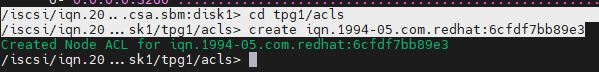 /iscsi/iqn.20...csa.sbm:disk1> cd tpg1/acls
/iscsi/iqn.20...sk1/tpg1/acls> create iqn.1994-05.com.redhat:6cfdf7bb89e3
Created Node ACL for iqn.1994-05.com.redhat:6cfdf7bb89e3
/iscsi/iqn.20...sk1/tpg1/acls>